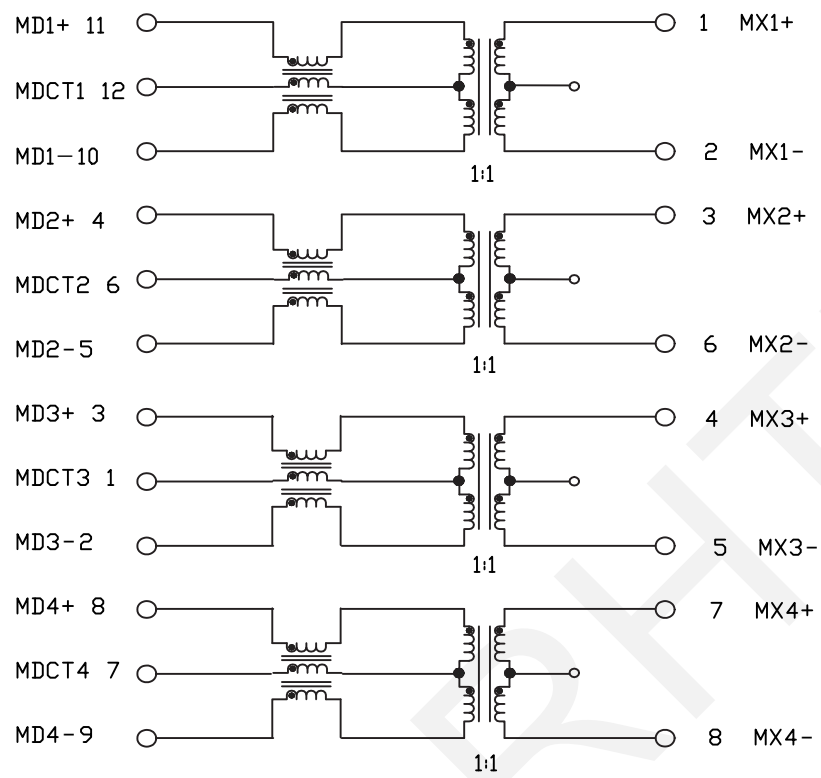 MD1+ 11
1 MX1+
MDCT1 12
MD1-10
2 MX1-
1:1
MD2+ 4
3 MX2+
MDCT2 6
MD2-5
6 MX2-
1:1
MD3+ 3
4 MX3+
MDCT3 1
MD3-2
5 MX3-
1:1
MD4+ 8
7 MX4+
MDCT4 7
MD4-9
8 MX4-
1:1
RHT